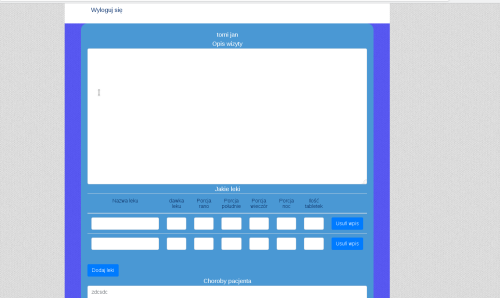 Wyloguj się
tomi jan
Opis wizyty
Jakie leki
Nazwa leku
dawka leku
Porcja rano
Porcja południe
Porcja wieczór
Porcja noc
Ilość tabletek
Usuń wpis
Usuń wpis
Dodaj lek
Choroby pacjenta
zdcsdc